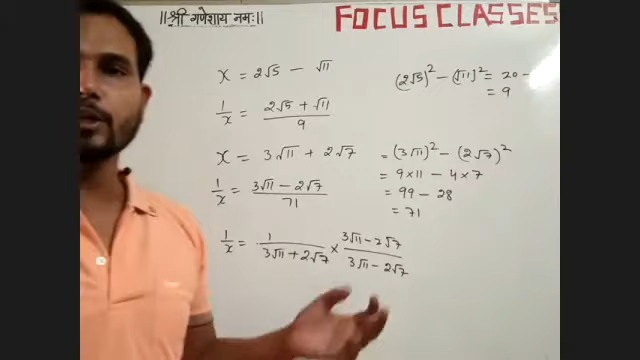 ||श्री गणेशाय नमः||
FOCUS CLASSES
x = 2√5 - √11
(2√5)² - (√11)² = 20 -
= 9
1/x = (2√5 + √11)/9
x = 3√11 + 2√7
= (3√11)² - (2√7)²
= 9×11 - 4×7
1/x = (3√11 - 2√7)/71
= 99 - 28
= 71
1/x = 1/(3√11 + 2√7) × (3√11 - 2√7)/(3√11 - 2√7)